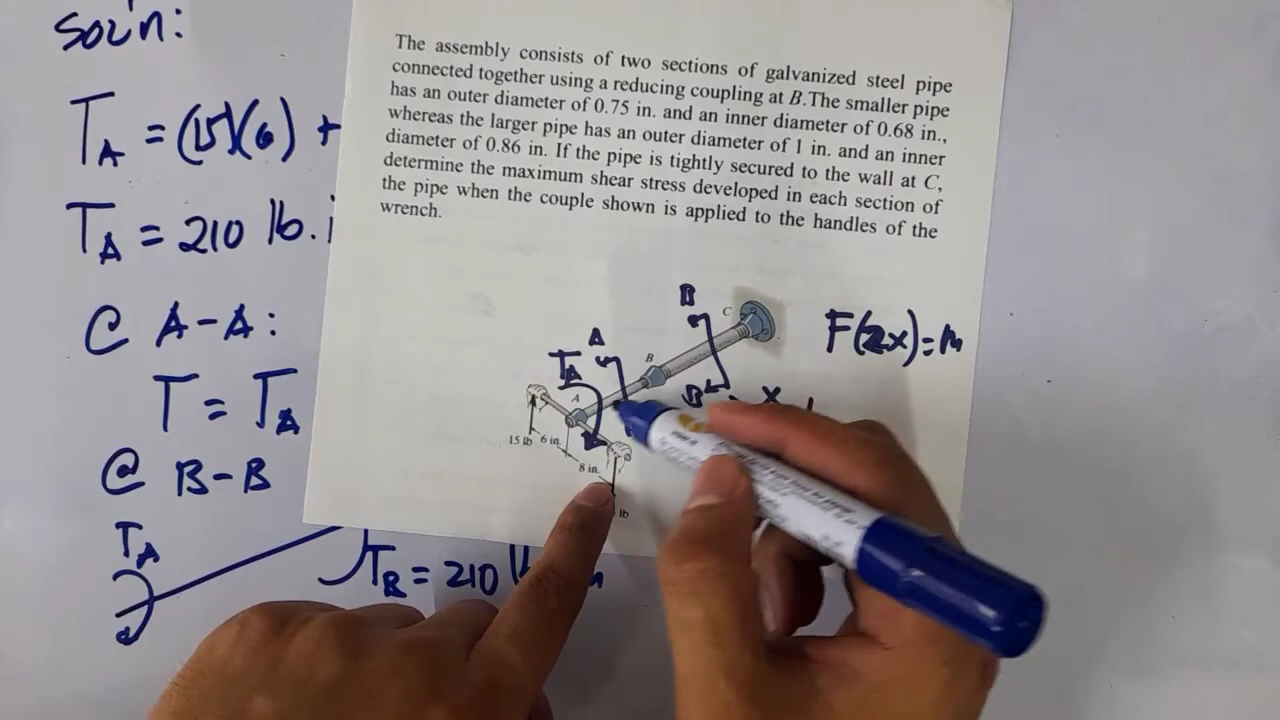 SOL'N:
T_A = (15)(6) +
T_A = 210 lb.i
@ A-A:
T = T_A
@ B-B
T_A
T_B = 210 l
The assembly consists of two sections of galvanized steel pipe
connected together using a reducing coupling at B. The smaller pipe
has an outer diameter of 0.75 in. and an inner diameter of 0.68 in.,
whereas the larger pipe has an outer diameter of 1 in. and an inner
diameter of 0.86 in. If the pipe is tightly secured to the wall at C,
determine the maximum shear stress developed in each section of
the pipe when the couple shown is applied to the handles of the
wrench.
B
C
A
B
T_A
A
B
15 lb
6 in.
8 in.
lb
x
F(2x)=m